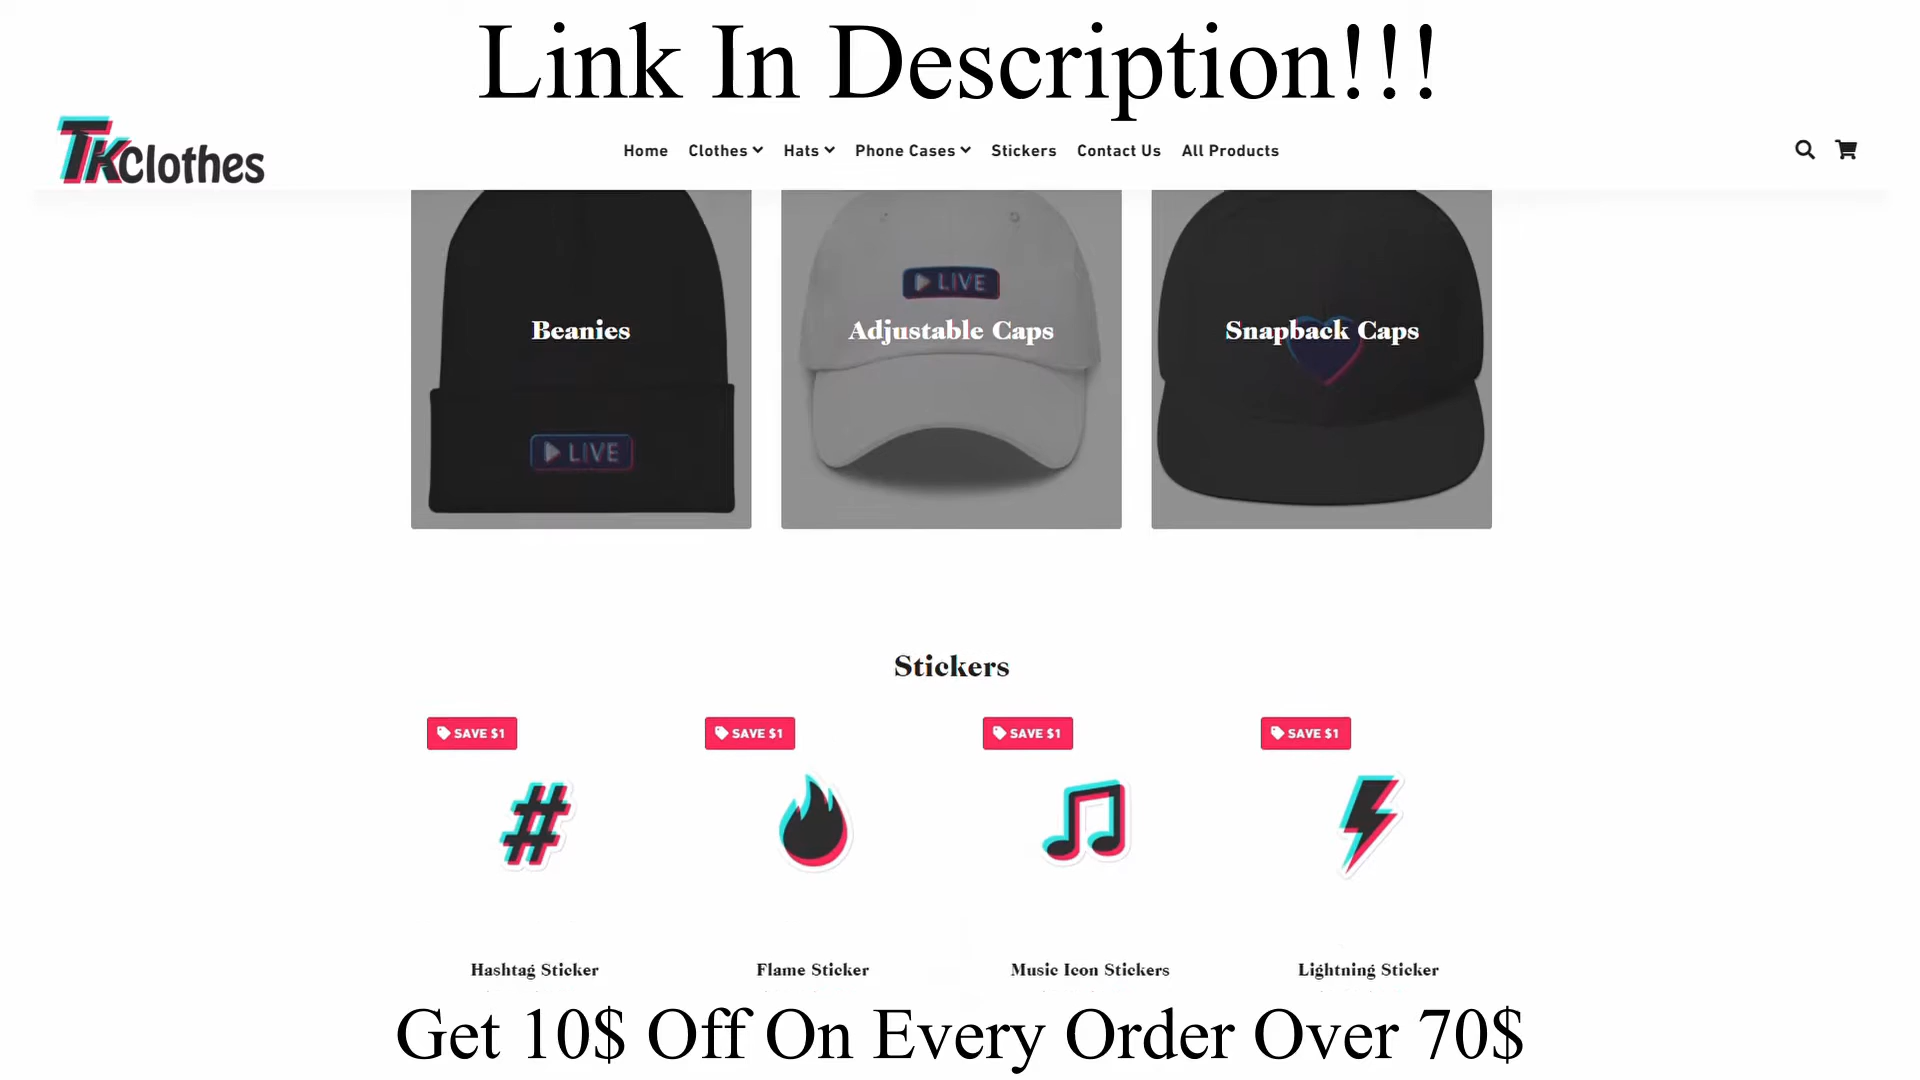 Link In Description!!!
TKClothes
Home Clothes Hats Phone Cases Stickers Contact Us All Products
Beanies Adjustable Caps Snapback Caps
LIVE
LIVE
Stickers
SAVE $1 SAVE $1 SAVE $1 SAVE $1
#
Hashtag Sticker Flame Sticker Music Icon Stickers Lightning Sticker
Get 10$ Off On Every Order Over 70$